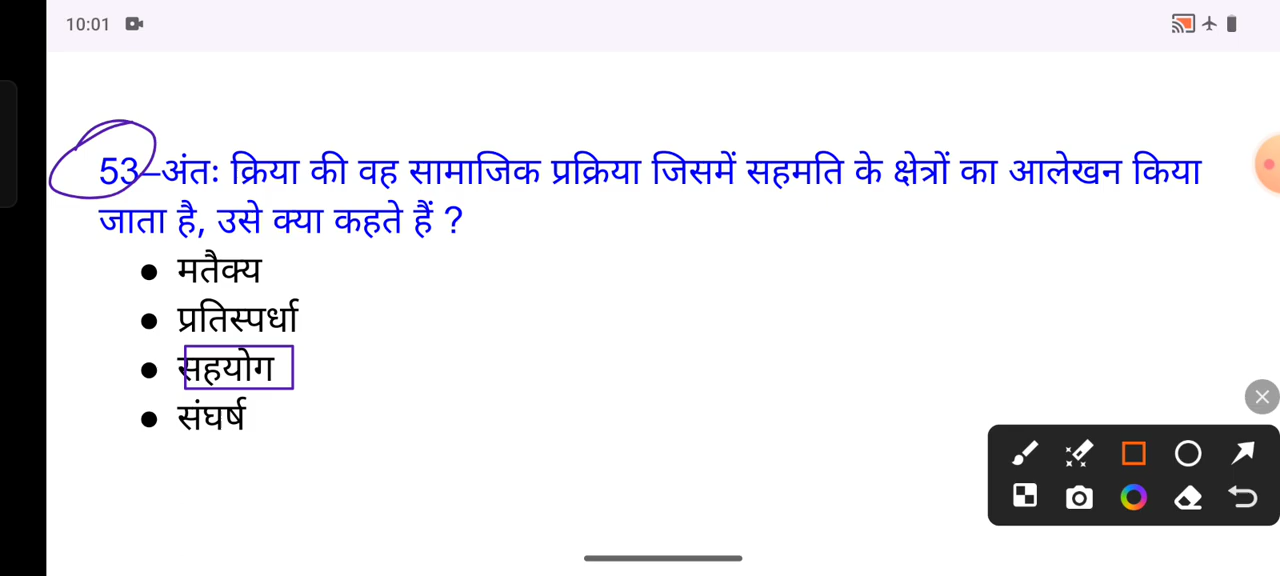 10:01
53–अंतः क्रिया की वह सामाजिक प्रक्रिया जिसमें सहमति के क्षेत्रों का आलेखन किया
जाता है, उसे क्या कहते हैं ?
● मतैक्य
● प्रतिस्पर्धा
● सहयोग
● संघर्ष